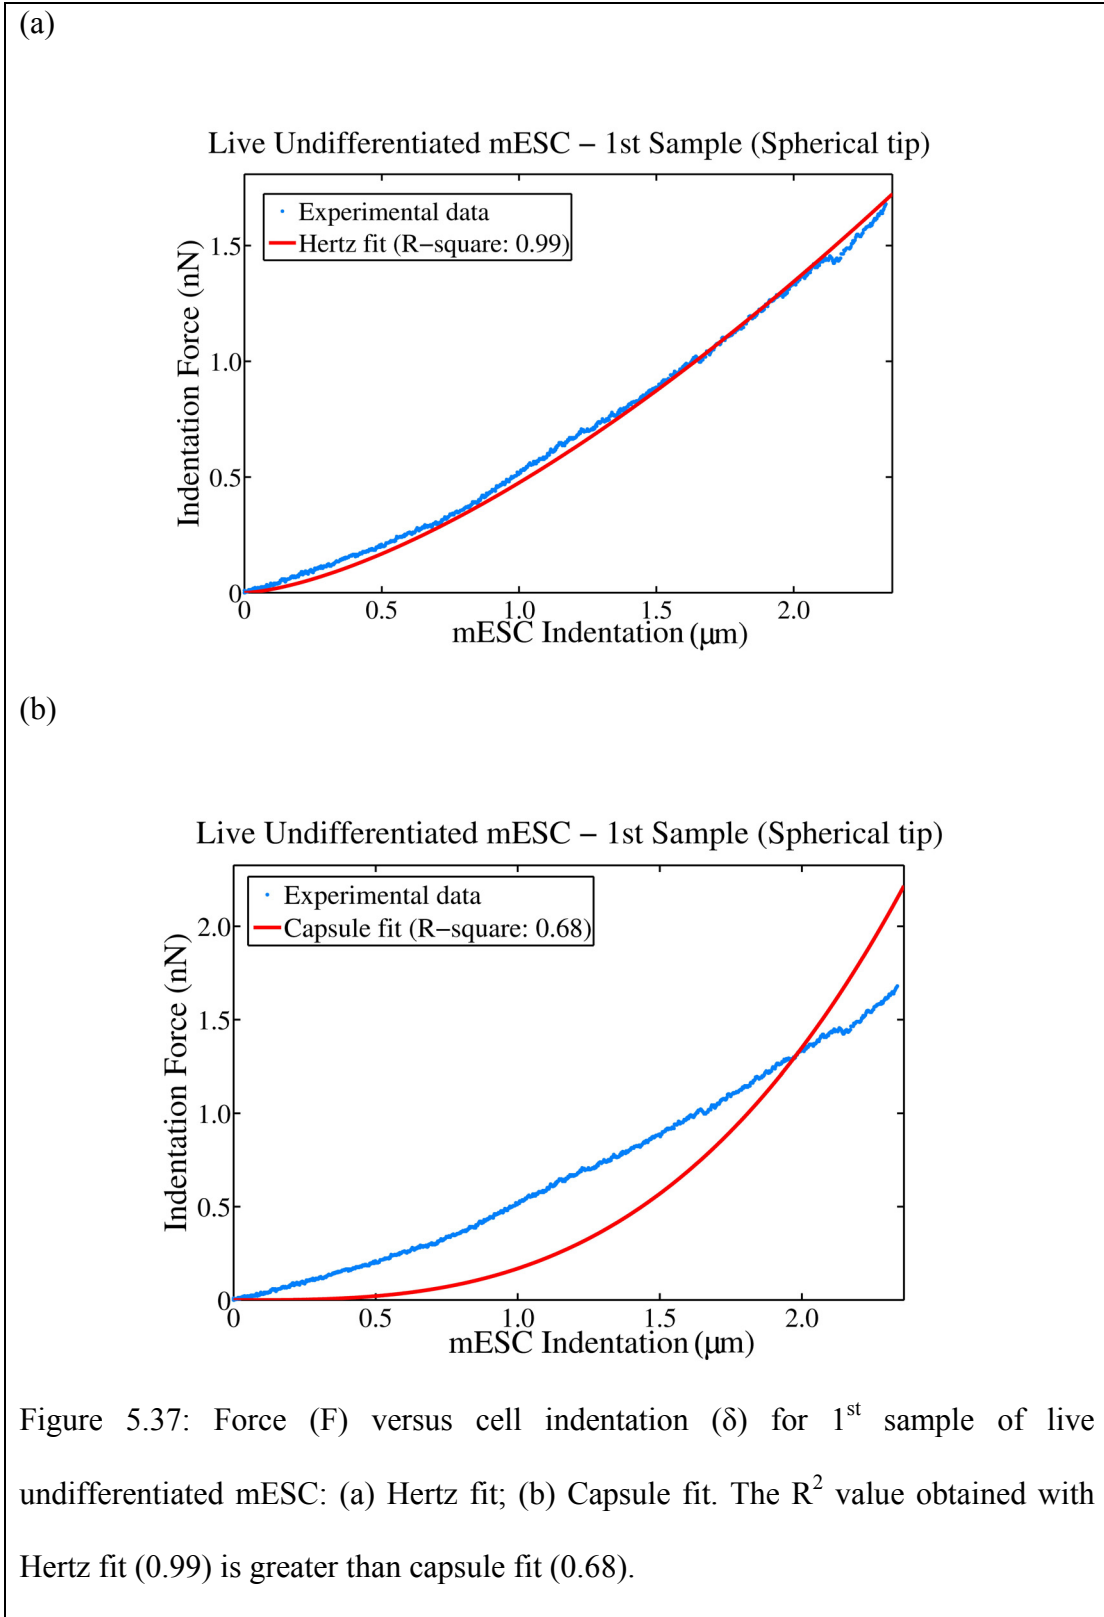 (a)
Live Undifferentiated mESC − 1st Sample (Spherical tip)
Experimental data
Hertz fit (R−square: 0.99)
Indentation Force (nN)
1.5
1.0
0.5
0
0 0.5 1.0 1.5 2.0
mESC Indentation (μm)
(b)
Live Undifferentiated mESC − 1st Sample (Spherical tip)
Experimental data
Capsule fit (R−square: 0.68)
Indentation Force (nN)
2.0
1.5
1.0
0.5
0
0 0.5 1.0 1.5 2.0
mESC Indentation (μm)
Figure 5.37: Force (F) versus cell indentation (δ) for 1st sample of live
undifferentiated mESC: (a) Hertz fit; (b) Capsule fit. The R2 value obtained with
Hertz fit (0.99) is greater than capsule fit (0.68).